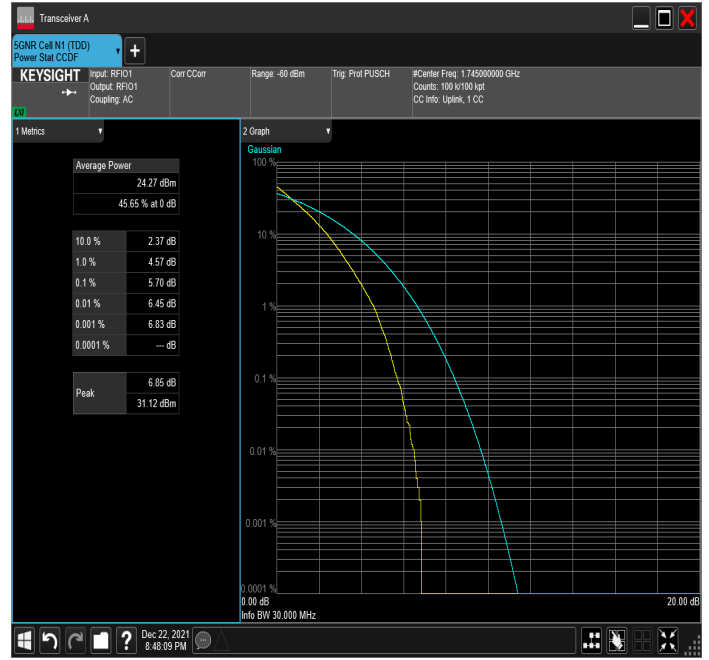 Transceiver A
5GNR Cell N1 (TDD)
Power Stat CCDF
KEYSIGHT
LXI
Input: RFIO1
Output: RFIO1
Coupling: AC
Corr CCorr
Range: -60 dBm
Trig: Prot PUSCH
#Center Freq: 1.745000000 GHz
Counts: 100 k/100 kpt
CC Info: Uplink, 1 CC
1 Metrics
Average Power
24.27 dBm
45.65 % at 0 dB
10.0 % 2.37 dB
1.0 % 4.57 dB
0.1 % 5.70 dB
0.01 % 6.45 dB
0.001 % 6.83 dB
0.0001 % --- dB
Peak
6.85 dB
31.12 dBm
2 Graph
Gaussian
100 %
10 %
1 %
0.1 %
0.01 %
0.001 %
0.0001 %
0.00 dB
20.00 dB
Info BW 30.000 MHz
?
Dec 22, 2021
8:48:09 PM